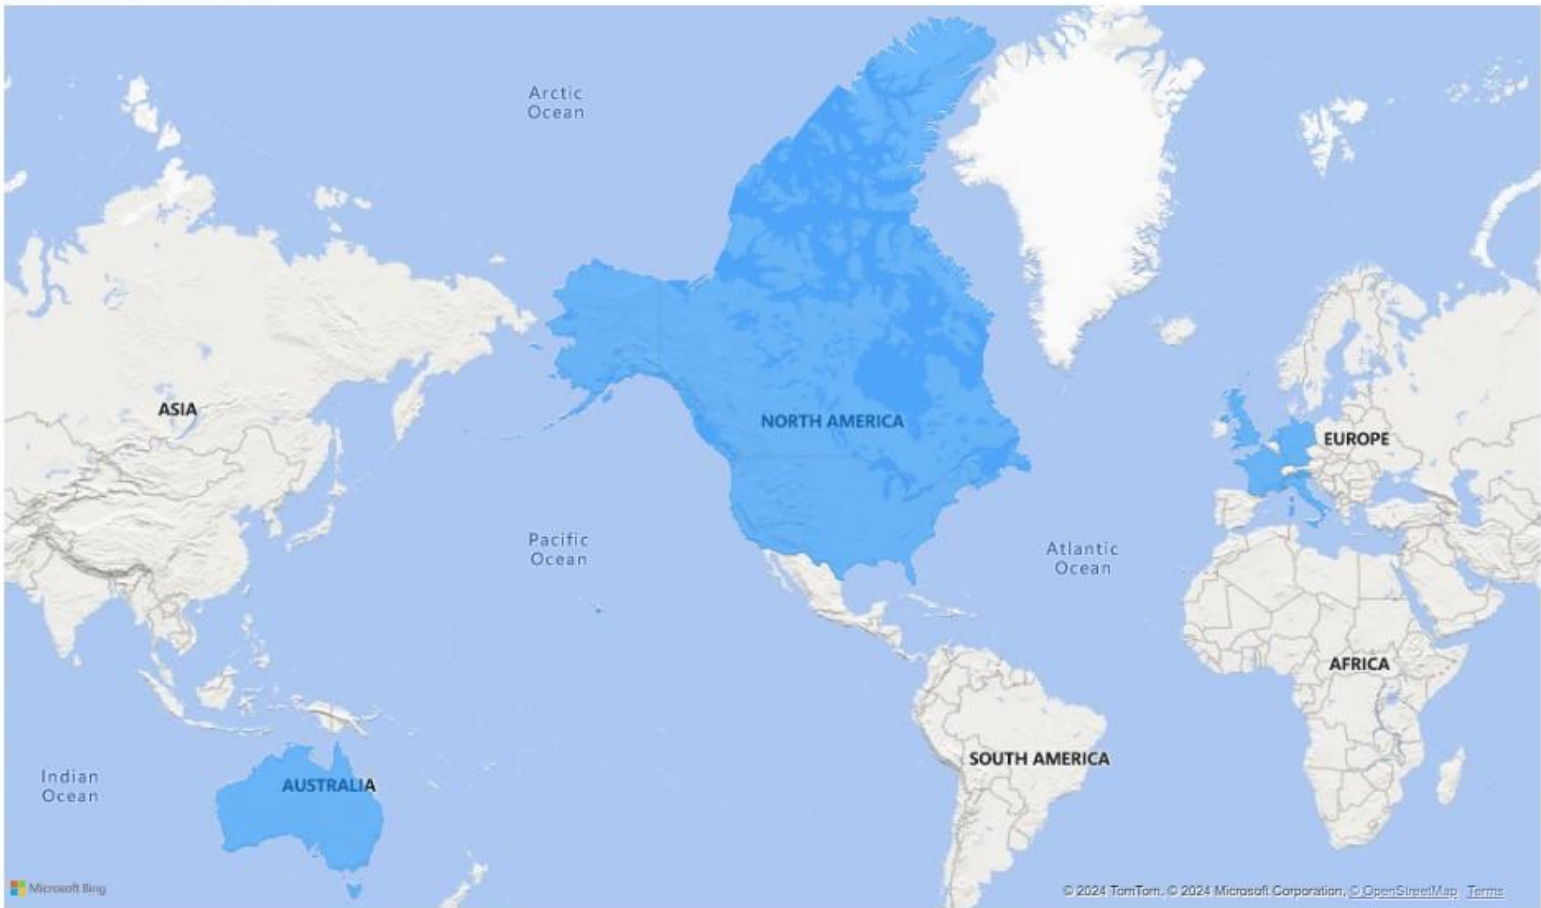 Arctic
Ocean
ASIA
NORTH AMERICA
EUROPE
Pacific
Ocean
Atlantic
Ocean
AFRICA
SOUTH AMERICA
Indian
Ocean
AUSTRALIA
Microsoft Bing
© 2024 TomTom, © 2024 Microsoft Corporation, © OpenStreetMap Terms